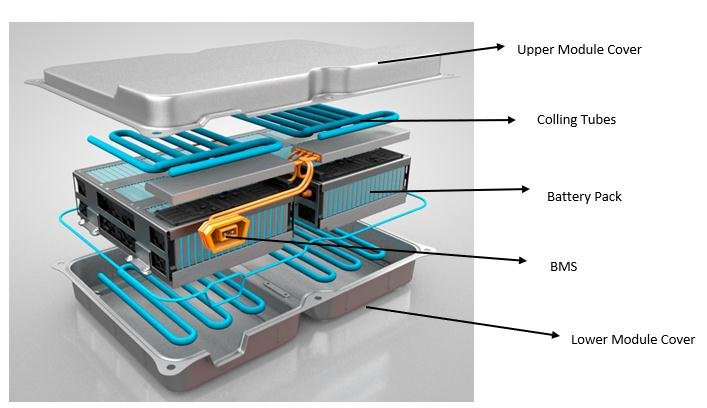 Upper Module Cover
Colling Tubes
Battery Pack
BMS
Lower Module Cover